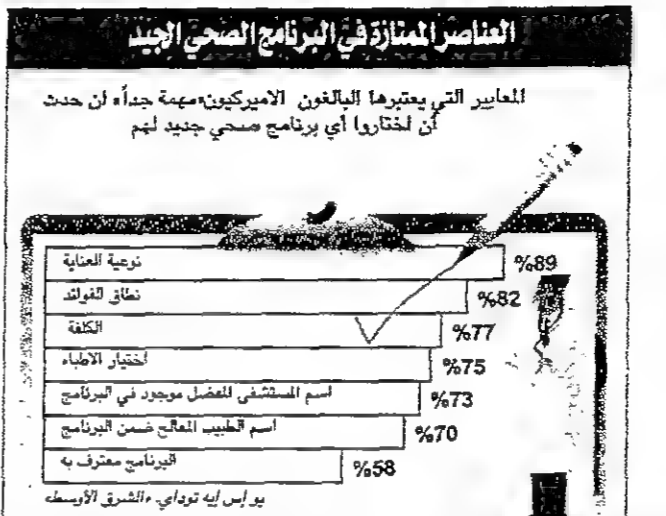 العناصر الممتازة في البرنامج الصحي الجيد
المعايير التي يعتبرها البالغون الاميركيون «مهمة جداً» ان حدث
أن اختاروا أي برنامج صحي جديد لهم
نوعية العناية %89
نطاق الفوائد %82
الكلفة %77
اختيار الاطباء %75
اسم المستشفى المفضل موجود في البرنامج %73
اسم الطبيب المعالج ضمن البرنامج %70
البرنامج معترف به %58
يو إس إيه توداي، «الشرق الأوسط»